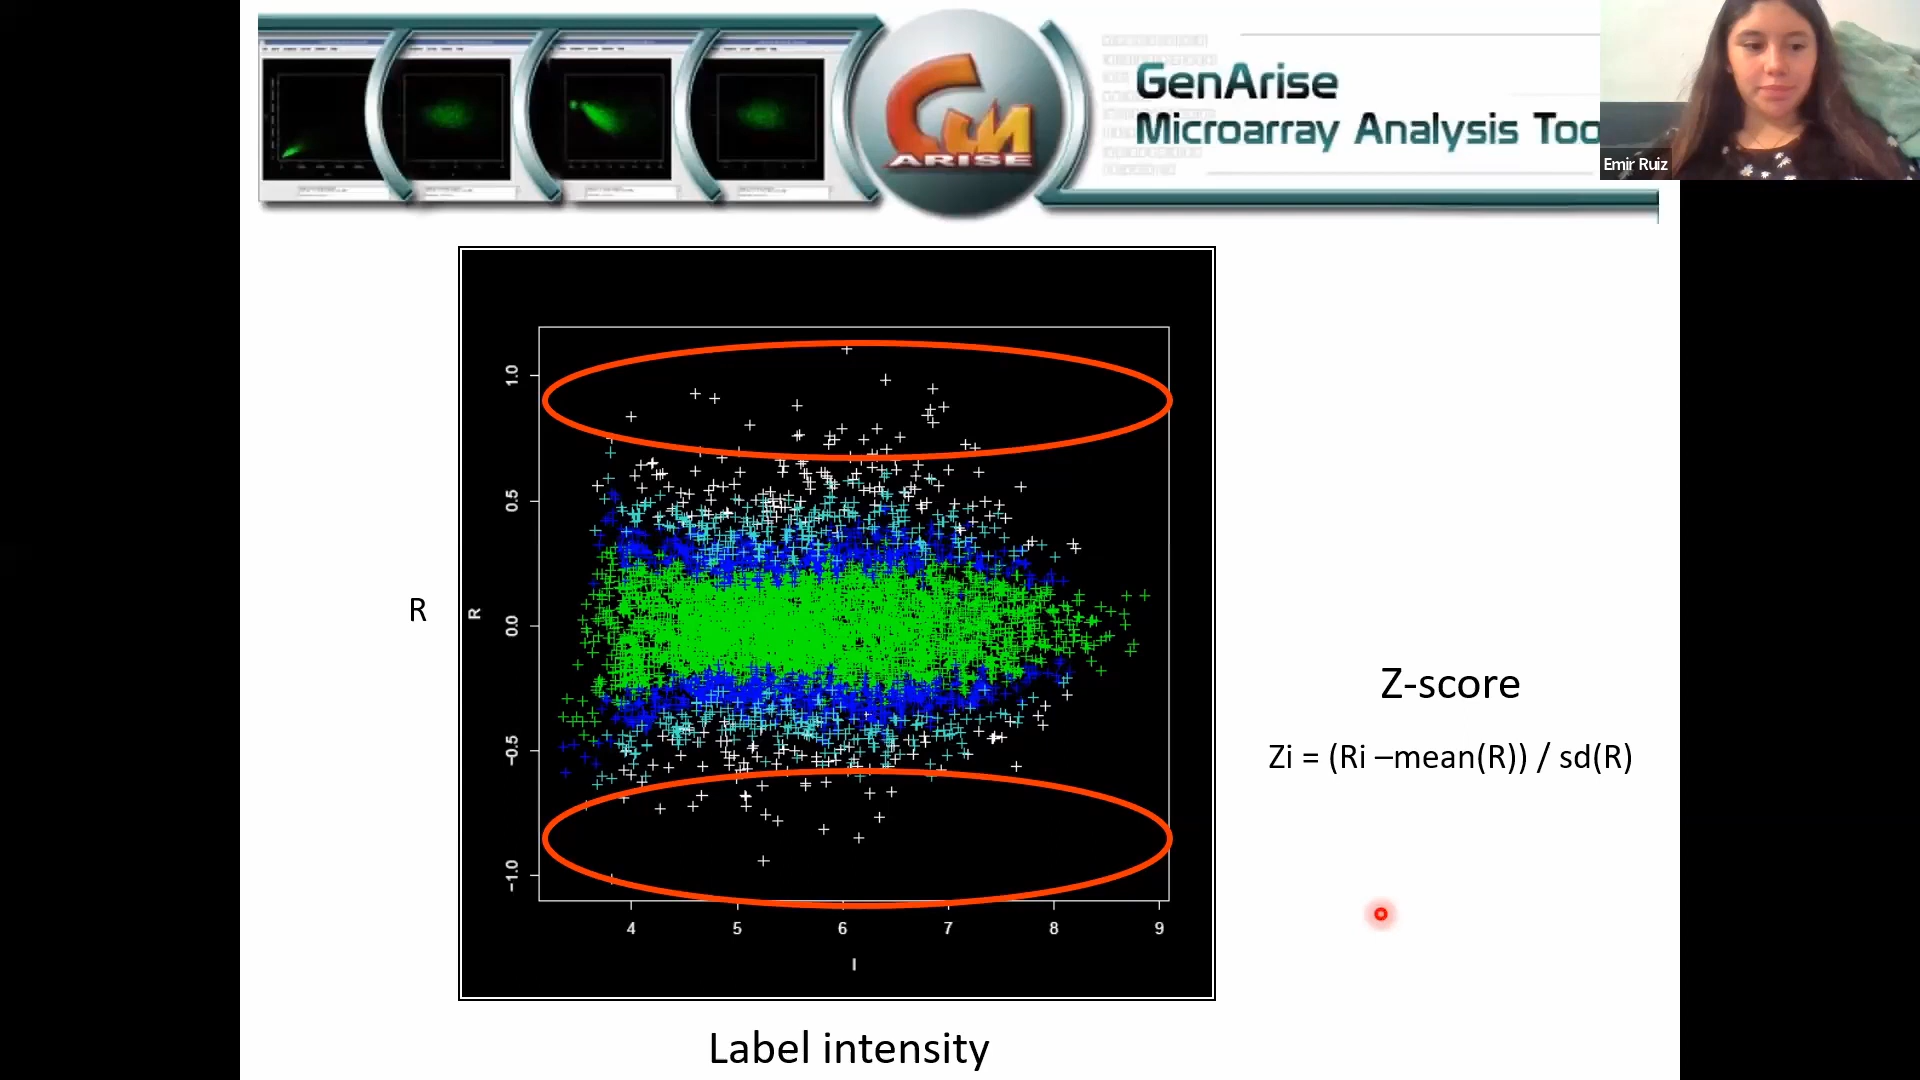 GenArise
Microarray Analysis Too
CM
ARISE
Emir Ruiz
R
R
1.0
0.5
0.0
−0.5
−1.0
4 5 6 7 8 9
I
Label intensity
Z-score
Zi = (Ri –mean(R)) / sd(R)